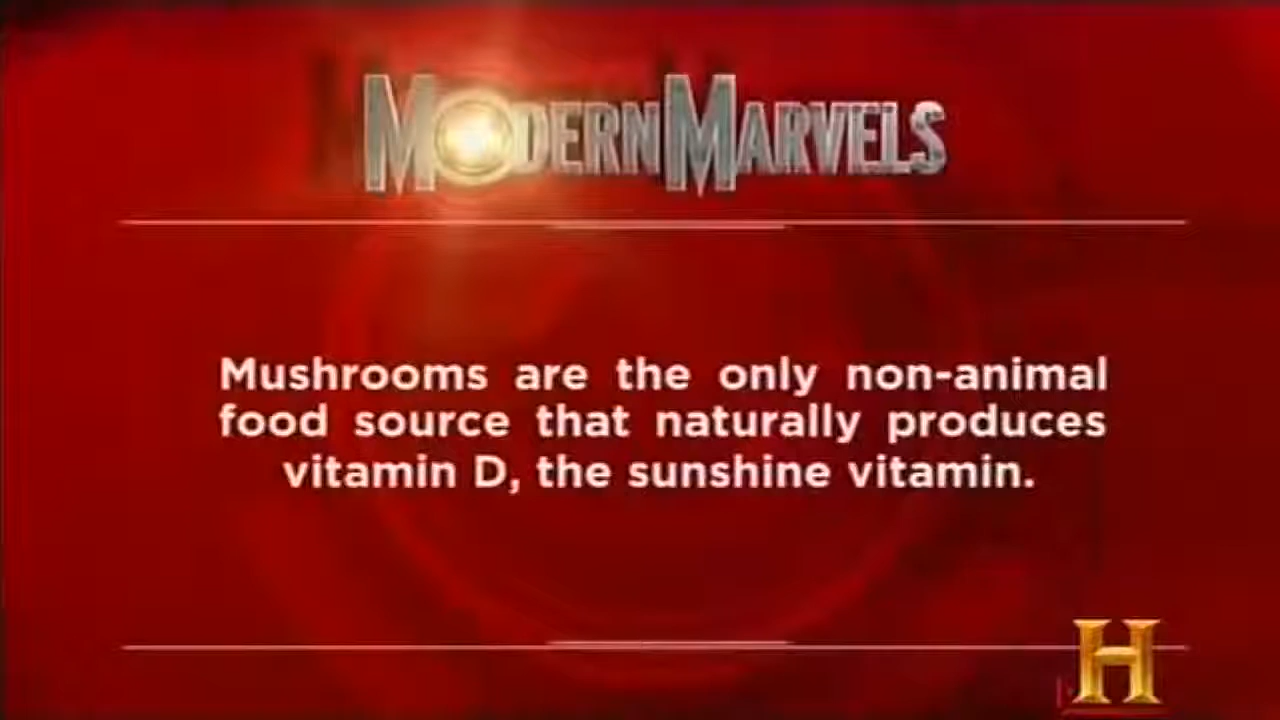 MODERN MARVELS
Mushrooms are the only non-animal
food source that naturally produces
vitamin D, the sunshine vitamin.
H